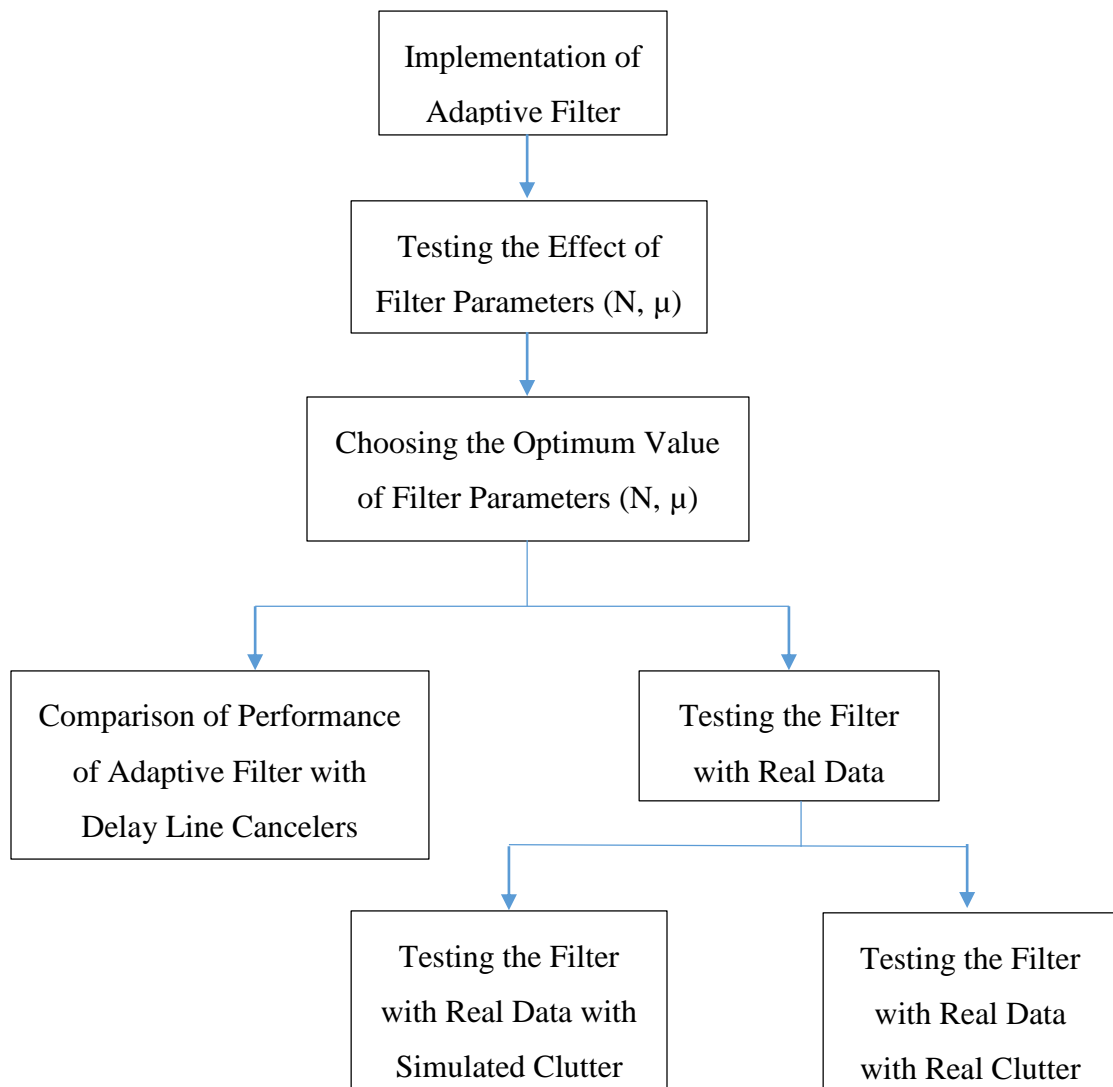 Implementation of
Adaptive Filter
Testing the Effect of
Filter Parameters (N, µ)
Choosing the Optimum Value
of Filter Parameters (N, µ)
Comparison of Performance
of Adaptive Filter with
Delay Line Cancelers
Testing the Filter
with Real Data
Testing the Filter
with Real Data with
Simulated Clutter
Testing the Filter
with Real Data
with Real Clutter